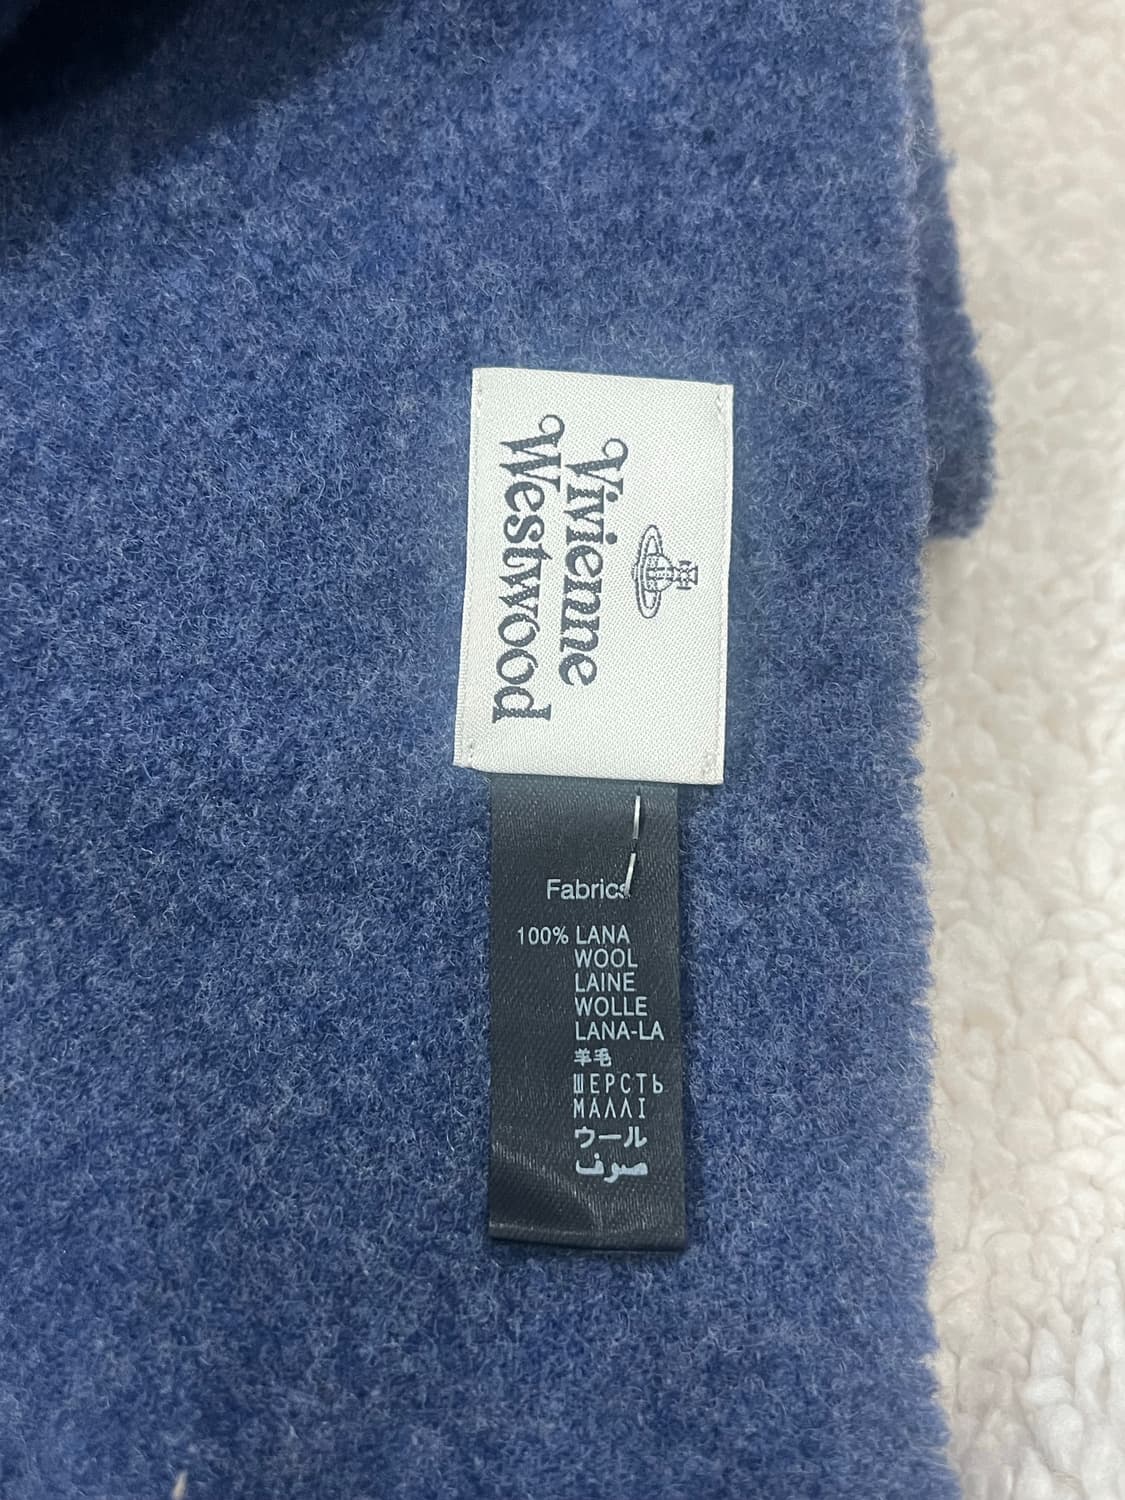 Vivienne
Westwood
Fabrics
100% LANA
WOOL
LAINE
WOLLE
LANA-LA
羊毛
ШЕРСТЬ
ΜΑΛΛΙ
ウール
صوف